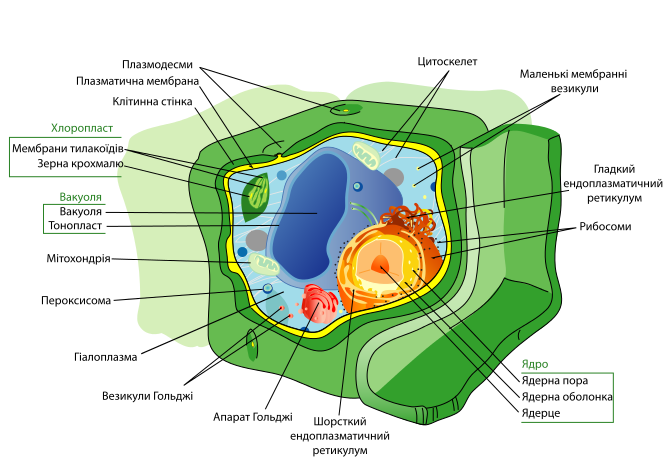 Плазмодесми
Плазматична мембрана
Клітинна стінка
Хлоропласт
Мембрани тилакоїдів
Зерна крохмалю
Вакуоля
Вакуоля
Тонопласт
Мітохондрія
Пероксисома
Гіалоплазма
Везикули Гольджі
Апарат Гольджі
Шорсткий
ендоплазматичний
ретикулум
Цитоскелет
Маленькі мембранні
везикули
Гладкий
ендоплазматичний
ретикулум
Рибосоми
Ядро
Ядерна пора
Ядерна оболонка
Ядерце